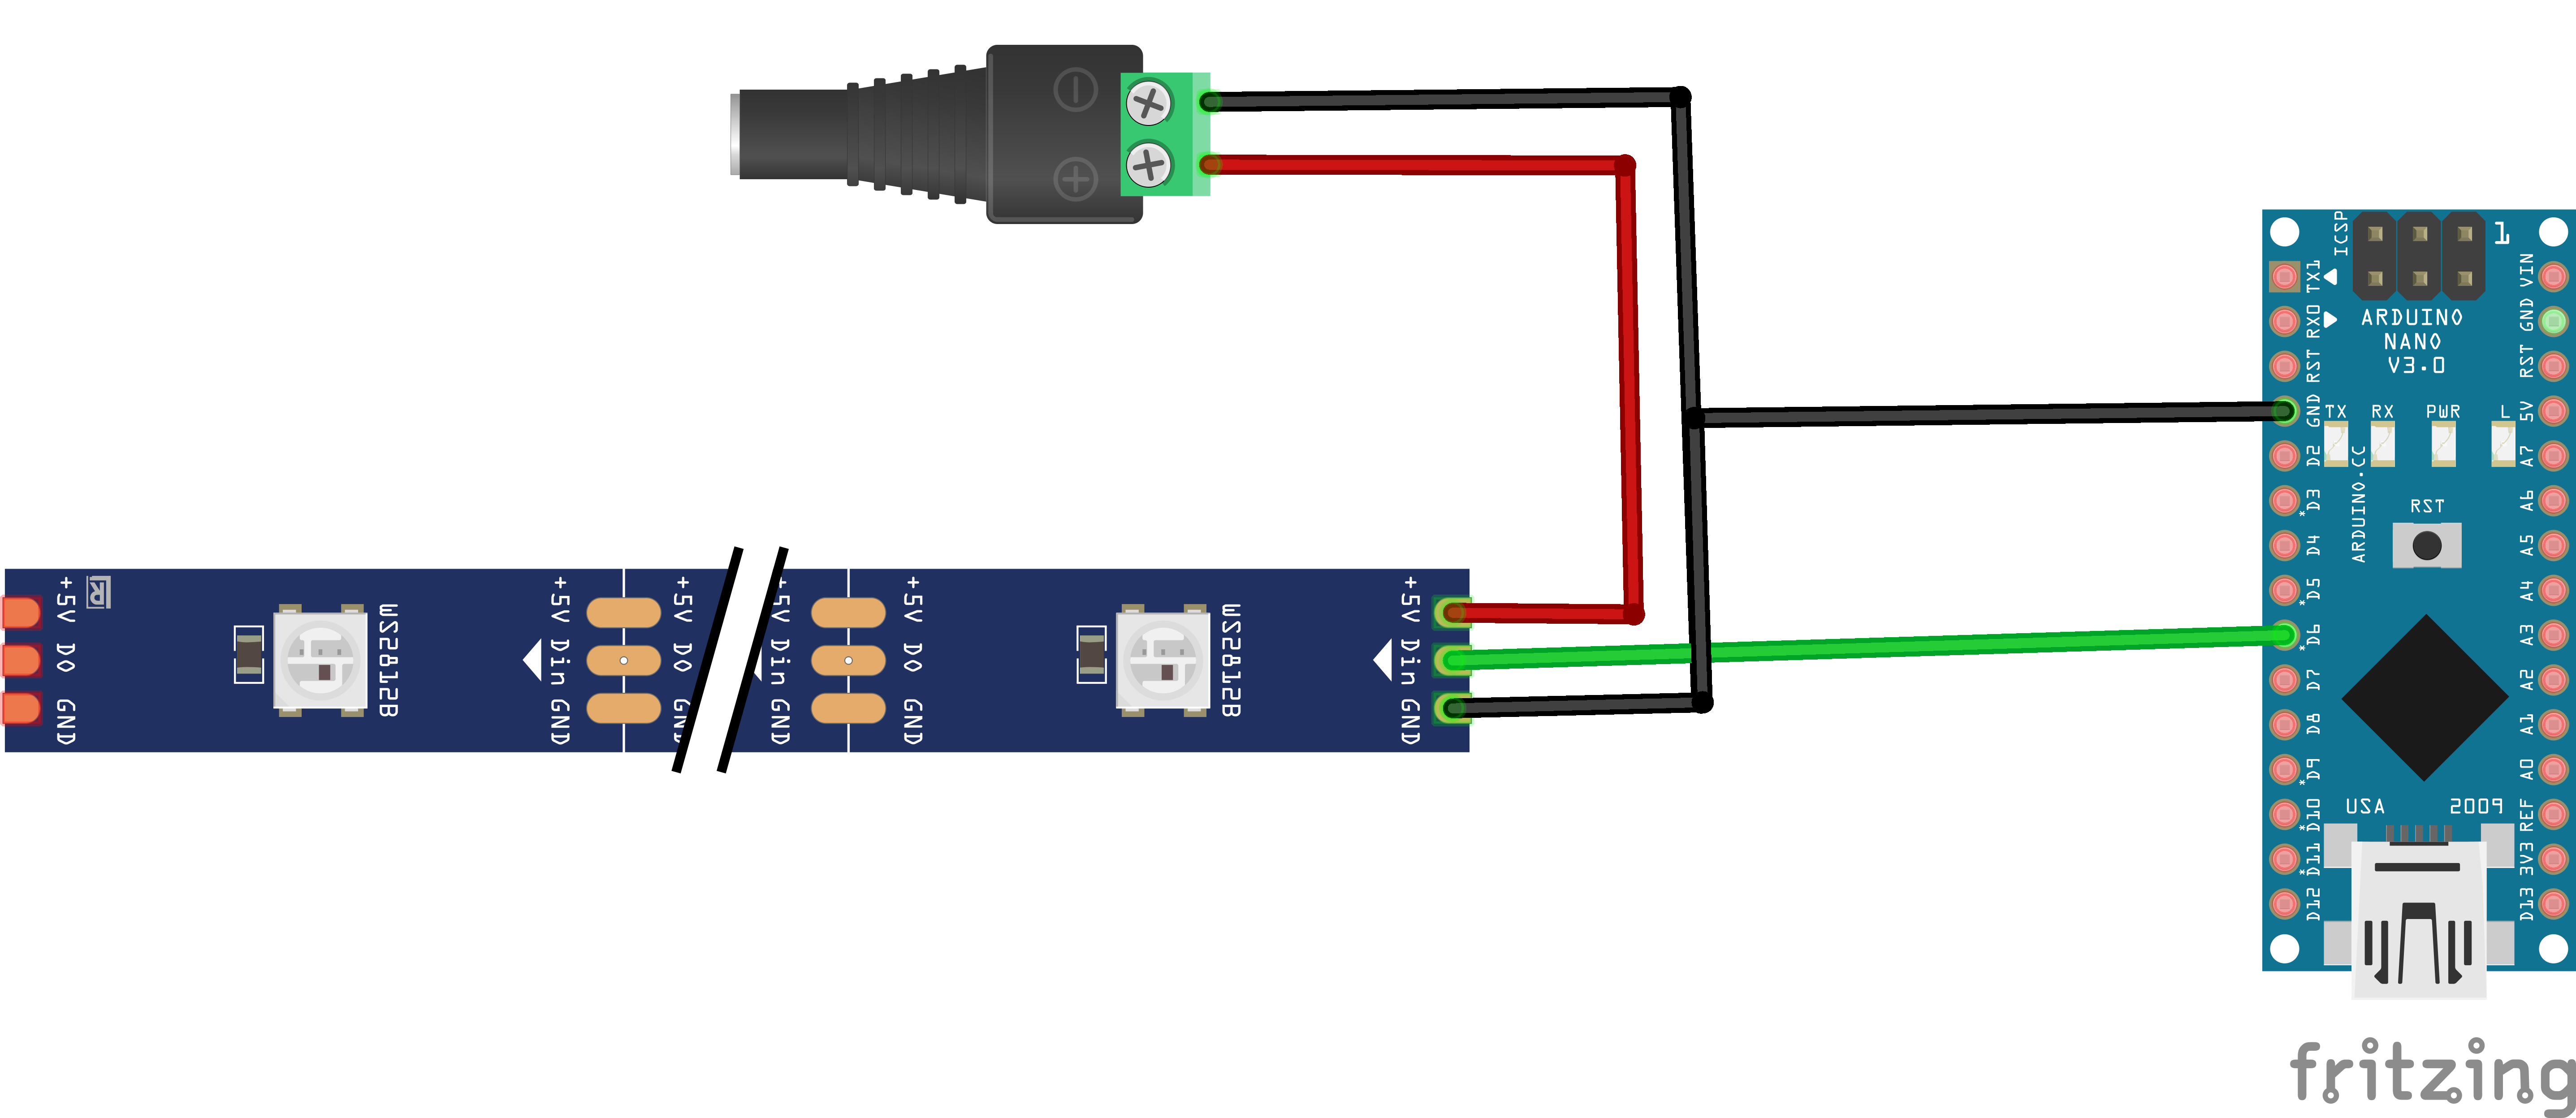 +5V
DO
GND
R
WS2812B
+5V
Din
GND
+5V
DO
GND
+5V
Din
GND
+5V
DO
GND
WS2812B
+5V
Din
GND
ICSP
1
TX1
RX0
RST
GND
D2
*D3
D4
*D5
*D6
D7
D8
*D9
*D10
*D11
D12
ARDUINO
NANO
V3.0
TX RX PWR L
ARDUINO.CC
RST
USA 2009
VIN
GND
RST
5V
A7
A6
A5
A4
A3
A2
A1
A0
REF
3V3
D13
fritzing